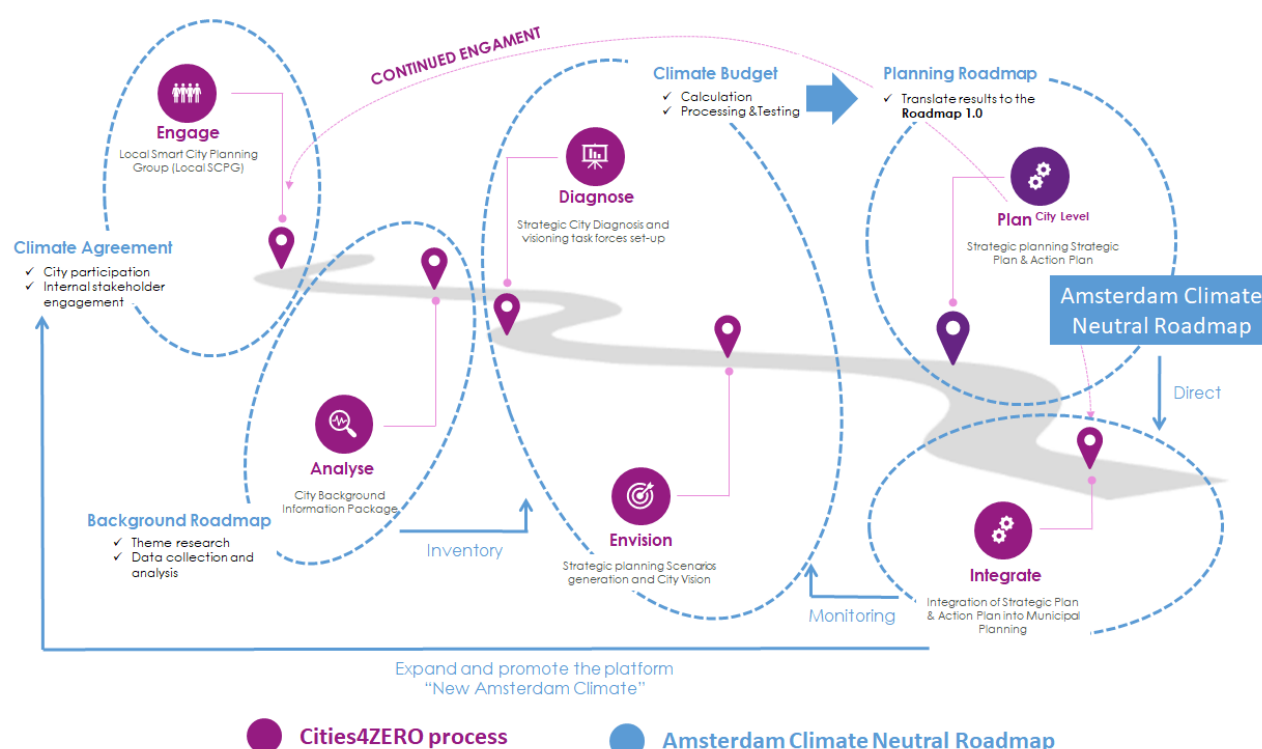 CONTINUED ENGAMENT
Engage
Local Smart City Planning
Group (Local SCPG)
Climate Agreement
✓ City participation
✓ Internal stakeholder
engagement
Climate Budget
✓ Calculation
✓ Processing &Testing
Planning Roadmap
✓ Translate results to the
Roadmap 1.0
Diagnose
Strategic City Diagnosis and
visioning task forces set-up
Plan City Level
Strategic planning Strategic
Plan & Action Plan
Amsterdam Climate
Neutral Roadmap
Direct
Analyse
City Background
Information Package
Background Roadmap
✓ Theme research
✓ Data collection and
analysis
Inventory
Envision
Strategic planning Scenarios
generation and City Vision
Integrate
Integration of Strategic Plan
& Action Plan into Municipal
Planning
Monitoring
Expand and promote the platform
“New Amsterdam Climate”
Cities4ZERO process
Amsterdam Climate Neutral Roadmap